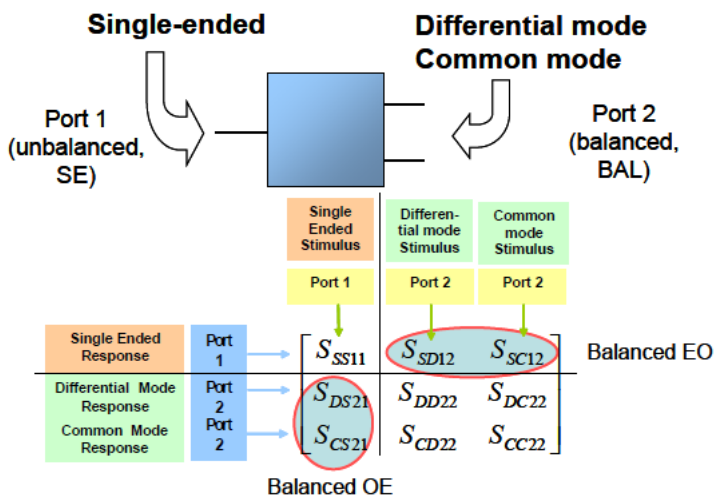 Single-ended
Differential mode
Common mode
Port 1
(unbalanced,
SE)
Port 2
(balanced,
BAL)
Single
Ended
Stimulus
Differen-
tial mode
Stimulus
Common
mode
Stimulus
Port 1
Port 2
Port 2
Single Ended
Response
Port
1
S_SS11 S_SD12 S_SC12
Balanced EO
Differential Mode
Response
Port
2
S_DS21 S_DD22 S_DC22
Common Mode
Response
Port
2
S_CS21 S_CD22 S_CC22
Balanced OE